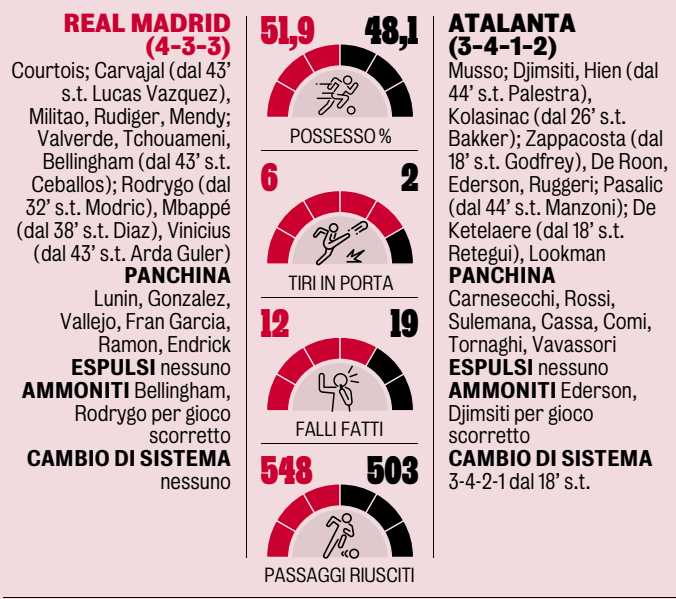 REAL MADRID
(4-3-3)
Courtois; Carvajal (dal 43’
s.t. Lucas Vazquez),
Militao, Rudiger, Mendy;
Valverde, Tchouameni,
Bellingham (dal 43’ s.t.
Ceballos); Rodrygo (dal
32’ s.t. Modric), Mbappé
(dal 38’ s.t. Diaz), Vinicius
(dal 43’ s.t. Arda Guler)
PANCHINA
Lunin, Gonzalez,
Vallejo, Fran Garcia,
Ramon, Endrick
ESPULSI nessuno
AMMONITI Bellingham,
Rodrygo per gioco
scorretto
CAMBIO DI SISTEMA
nessuno
51,9 48,1
POSSESSO %
6 2
TIRI IN PORTA
12 19
FALLI FATTI
548 503
PASSAGGI RIUSCITI
ATALANTA
(3-4-1-2)
Musso; Djimsiti, Hien (dal
44’ s.t. Palestra),
Kolasinac (dal 26’ s.t.
Bakker); Zappacosta (dal
18’ s.t. Godfrey), De Roon,
Ederson, Ruggeri; Pasalic
(dal 44’ s.t. Manzoni); De
Ketelaere (dal 18’ s.t.
Retegui), Lookman
PANCHINA
Carnesecchi, Rossi,
Sulemana, Cassa, Comi,
Tornaghi, Vavassori
ESPULSI nessuno
AMMONITI Ederson,
Djimsiti per gioco
scorretto
CAMBIO DI SISTEMA
3-4-2-1 dal 18’ s.t.